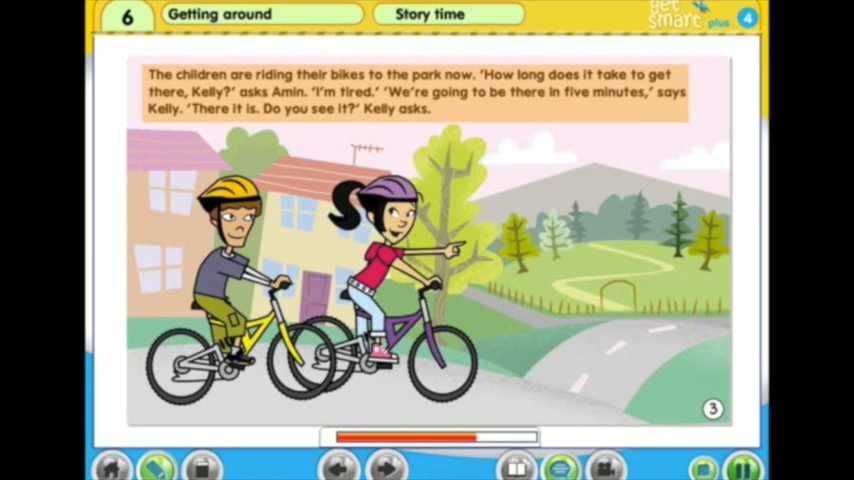 6
Getting around
Story time
get
smart plus 4
The children are riding their bikes to the park now. 'How long does it take to get
there, Kelly?' asks Amin. 'I'm tired.' 'We're going to be there in five minutes,' says
Kelly. 'There it is. Do you see it?' Kelly asks.
3